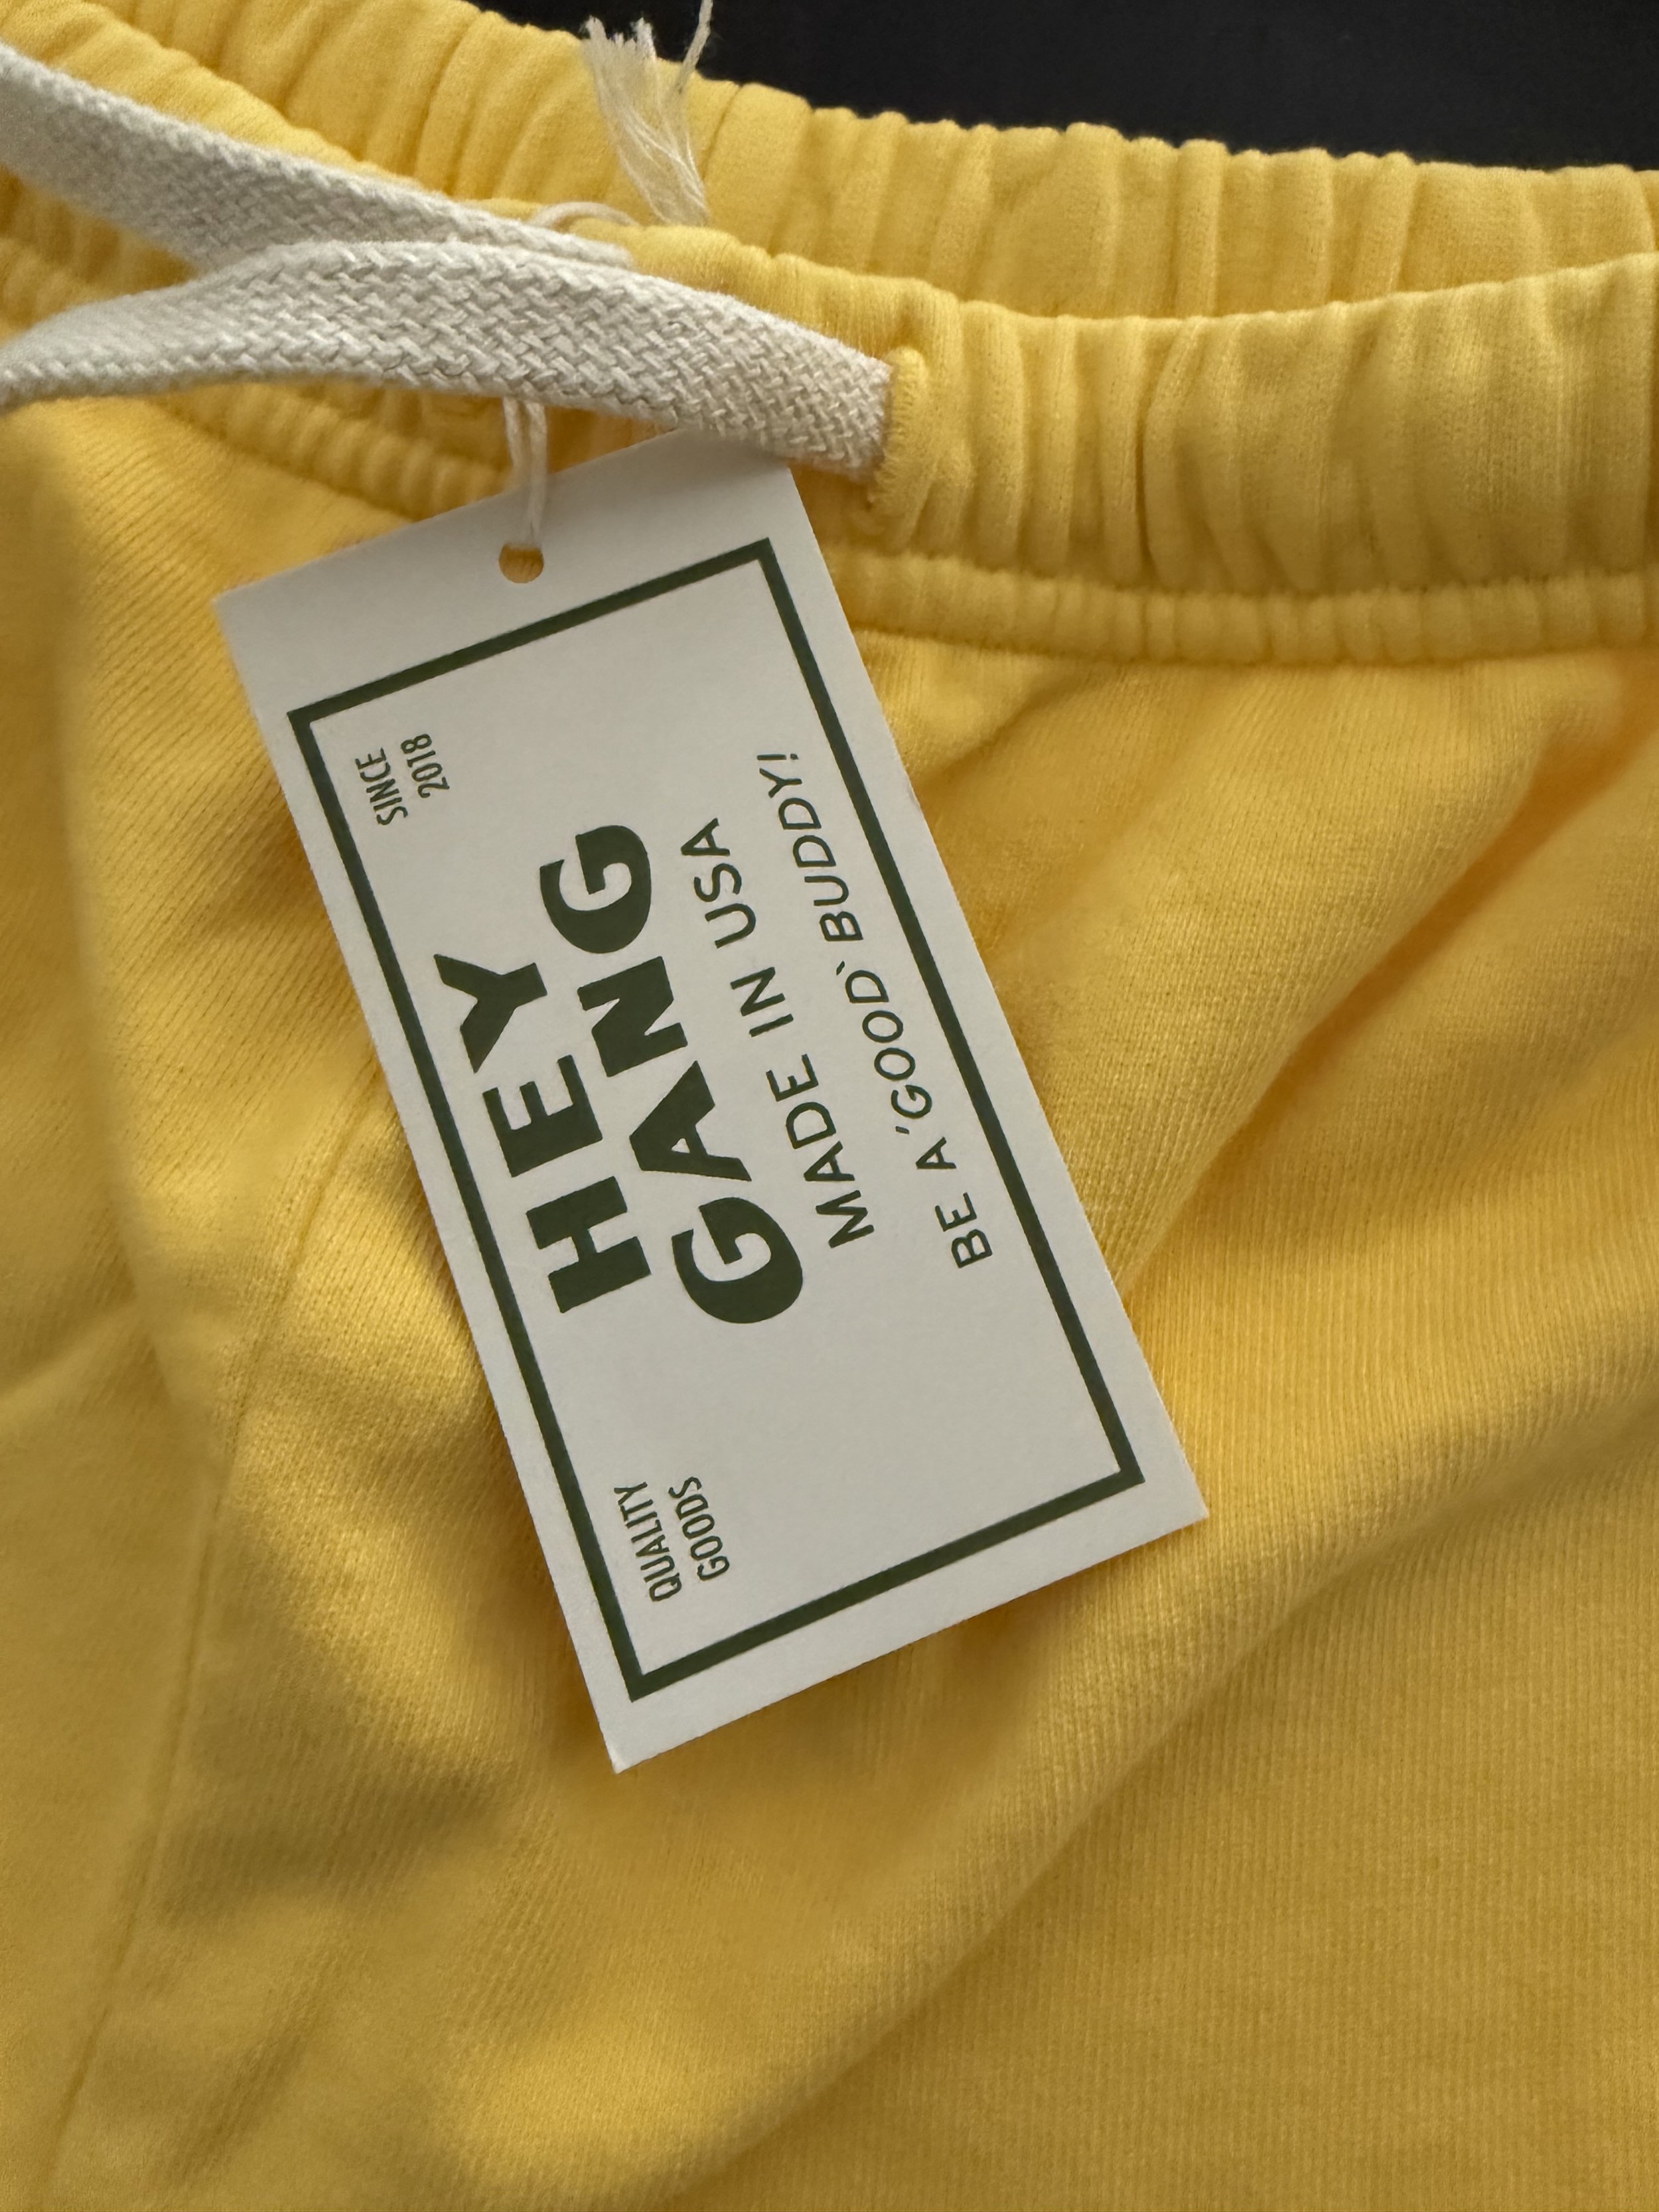 QUALITY
GOODS
SINCE
2018
HEY
GANG
MADE IN USA
BE A 'GOOD' BUDDY!